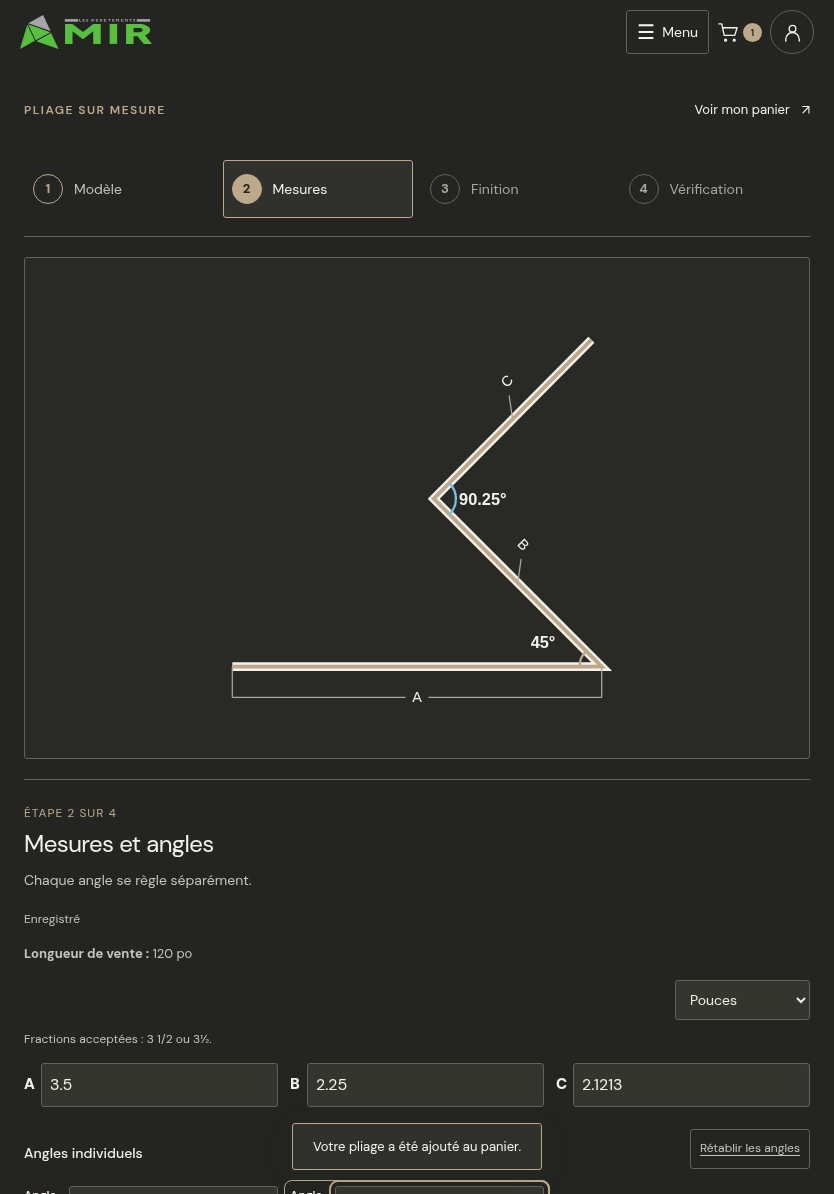 LES REVÊTEMENTS
MIR
Menu
1
PLIAGE SUR MESURE
Voir mon panier
1 Modèle
2 Mesures
3 Finition
4 Vérification
C
90.25°
B
45°
A
ÉTAPE 2 SUR 4
Mesures et angles
Chaque angle se règle séparément.
Enregistré
Longueur de vente : 120 po
Pouces
Fractions acceptées : 3 1/2 ou 3½.
A 3.5 B 2.25 C 2.1213
Votre pliage a été ajouté au panier.
Angles individuels
Rétablir les angles
Angle
Angle